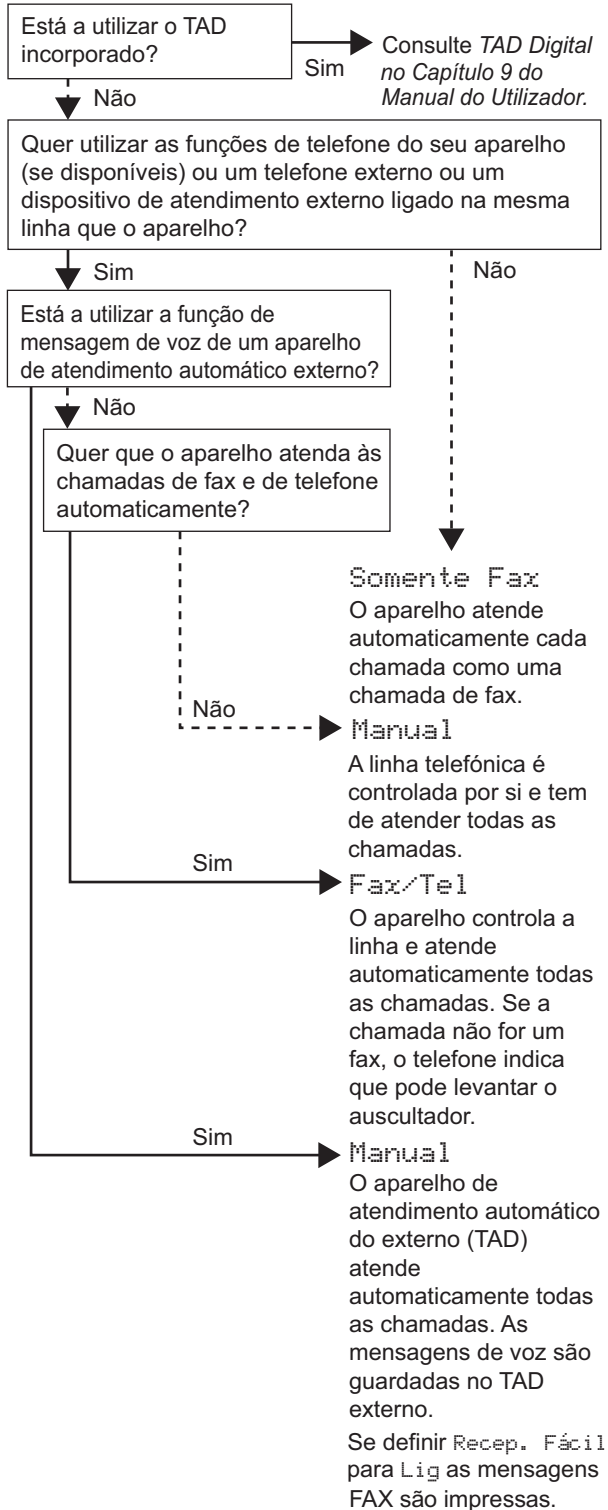 Está a utilizar o TAD
incorporado?
Sim
Consulte TAD Digital
no Capítulo 9 do
Manual do Utilizador.
Não
Quer utilizar as funções de telefone do seu aparelho
(se disponíveis) ou um telefone externo ou um
dispositivo de atendimento externo ligado na mesma
linha que o aparelho?
Sim
Não
Está a utilizar a função de
mensagem de voz de um aparelho
de atendimento automático externo?
Não
Quer que o aparelho atenda às
chamadas de fax e de telefone
automaticamente?
Somente Fax
O aparelho atende
automaticamente cada
chamada como uma
chamada de fax.
Não
Manual
A linha telefónica é
controlada por si e tem
de atender todas as
chamadas.
Sim
Fax/Tel
O aparelho controla a
linha e atende
automaticamente todas
as chamadas. Se a
chamada não for um
fax, o telefone indica
que pode levantar o
auscultador.
Sim
Manual
O aparelho de
atendimento automático
do externo (TAD)
atende
automaticamente todas
as chamadas. As
mensagens de voz são
guardadas no TAD
externo.
Se definir Recep. Fácil
para Lig as mensagens
FAX são impressas.